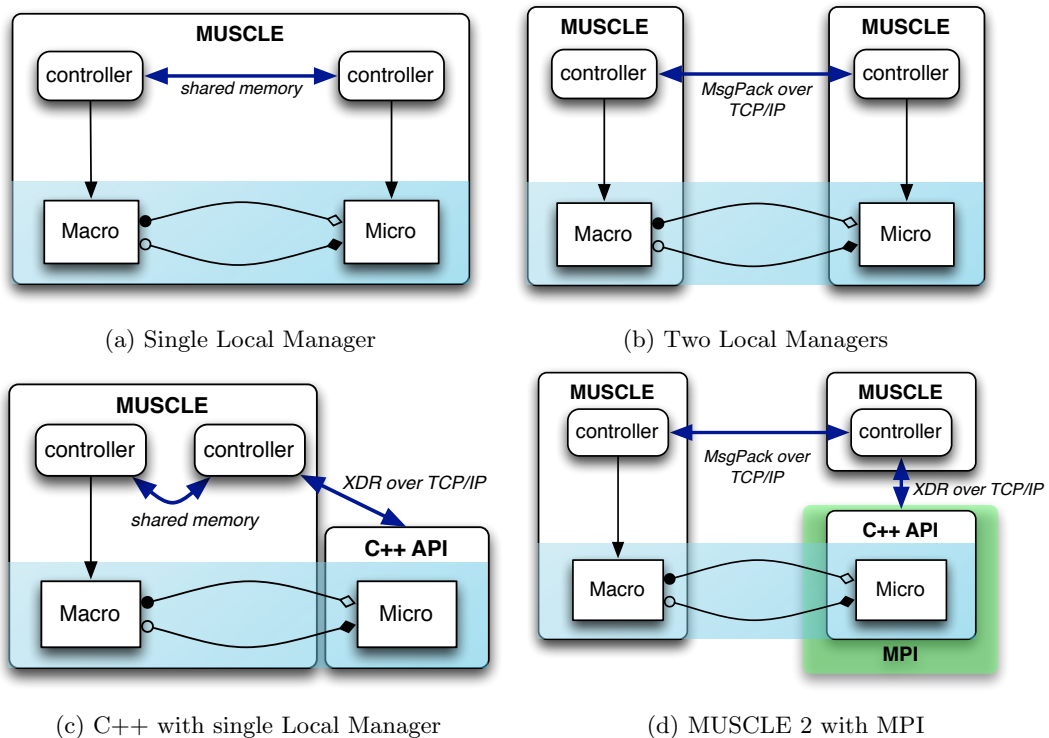 MUSCLE
controller
controller
shared memory
Macro
Micro
(a) Single Local Manager
MUSCLE
MUSCLE
controller
controller
MsgPack over
TCP/IP
Macro
Micro
(b) Two Local Managers
MUSCLE
controller
controller
XDR over TCP/IP
shared memory
C++ API
Macro
Micro
(c) C++ with single Local Manager
MUSCLE
MUSCLE
controller
controller
MsgPack over
TCP/IP
XDR over TCP/IP
C++ API
Macro
Micro
MPI
(d) MUSCLE 2 with MPI